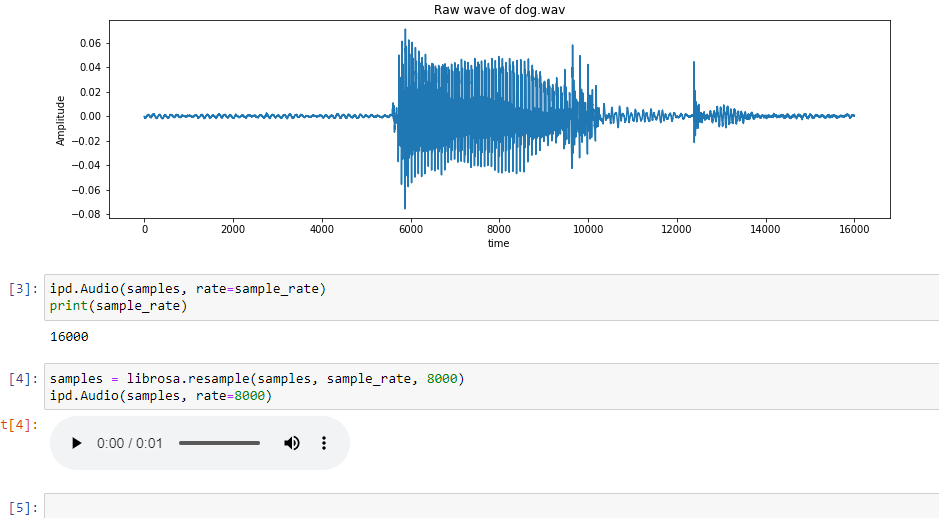 Raw wave of dog.wav
0.06
0.04
0.02
0.00
−0.02
−0.04
−0.06
−0.08
Amplitude
0 2000 4000 6000 8000 10000 12000 14000 16000
time
[3]: ipd.Audio(samples, rate=sample_rate)
print(sample_rate)
16000
[4]: samples = librosa.resample(samples, sample_rate, 8000)
ipd.Audio(samples, rate=8000)
t[4]:
0:00 / 0:01
[5]: